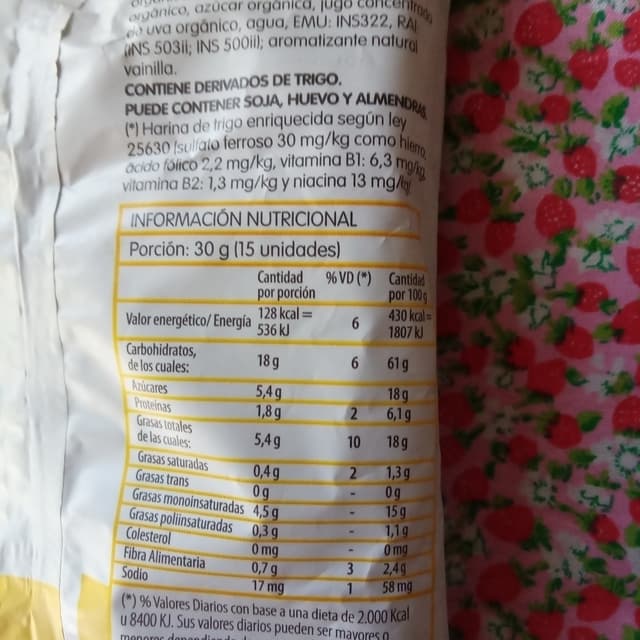 orgánico, azúcar orgánica, jugo concentrado
de uva orgánico, agua, EMU: INS322, RAI
(INS 503ii; INS 500ii); aromatizante natural
vainilla.
CONTIENE DERIVADOS DE TRIGO.
PUEDE CONTENER SOJA, HUEVO Y ALMENDRAS
(*) Harina de trigo enriquecida según ley
25630 (sulfato ferroso 30 mg/kg como hierro,
ácido fólico 2,2 mg/kg, vitamina B1: 6,3 mg/kg,
vitamina B2: 1,3 mg/kg y niacina 13 mg/kg)
INFORMACIÓN NUTRICIONAL
Porción: 30 g (15 unidades)
Cantidad por porción % VD (*) Cantidad por 100g
Valor energético/ Energía 128 kcal = 536 kJ 6 430 kcal= 1807 kJ
Carbohidratos, de los cuales: 18 g 6 61 g
Azúcares 5,4 g 18 g
Proteínas 1,8 g 2 6,1 g
Grasas totales de las cuales: 5,4 g 10 18 g
Grasas saturadas 0,4 g 2 1,3 g
Grasas trans 0 g - 0 g
Grasas monoinsaturadas 4,5 g - 15 g
Grasas poliinsaturadas 0,3 g - 1,1 g
Colesterol 0 mg - 0 mg
Fibra Alimentaria 0,7 g 3 2,4 g
Sodio 17 mg 1 58 mg
(*) % Valores Diarios con base a una dieta de 2.000 Kcal
u 8400 KJ. Sus valores diarios pueden ser mayores o